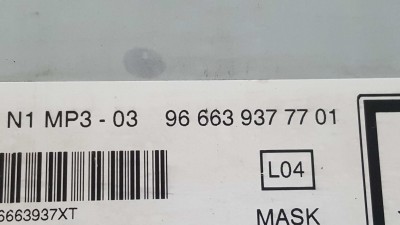 N1 MP3 - 03 96 663 937 77 01
L04
6663937XT
MASK